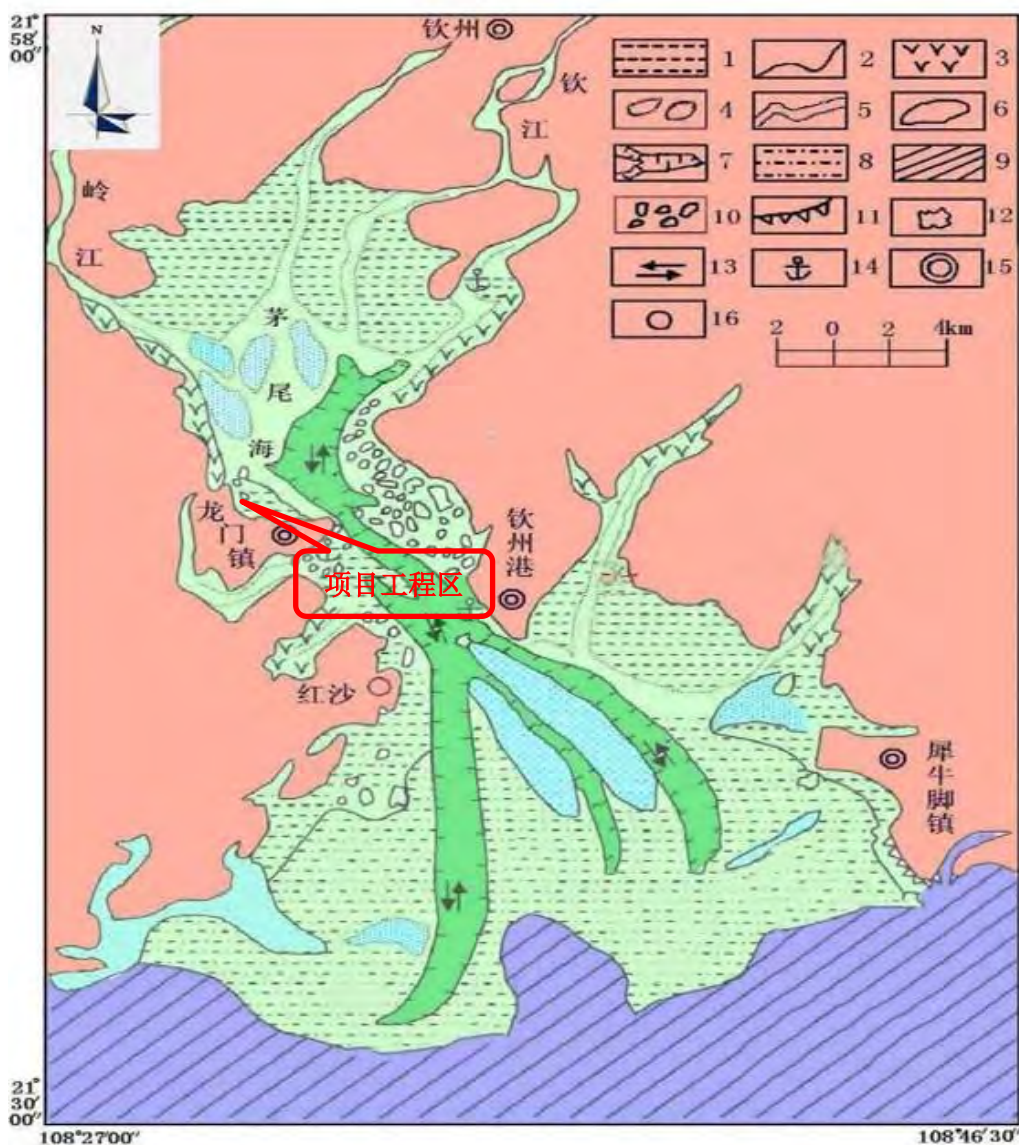 21°
58′
00″
N
钦州
钦
江
1
2
3
4
5
6
7
8
9
10
11
12
13
14
15
16
2 0 2 4km
岭
江
茅
尾
海
龙
门
镇
钦
州
港
项目工程区
红沙
犀
牛
脚
镇
21°
30′
00″
108°27′00″
108°46′30″